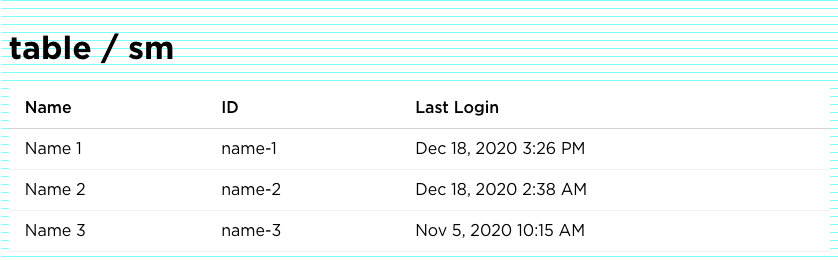 table / sm
Name ID Last Login
Name 1 name-1 Dec 18, 2020 3:26 PM
Name 2 name-2 Dec 18, 2020 2:38 AM
Name 3 name-3 Nov 5, 2020 10:15 AM